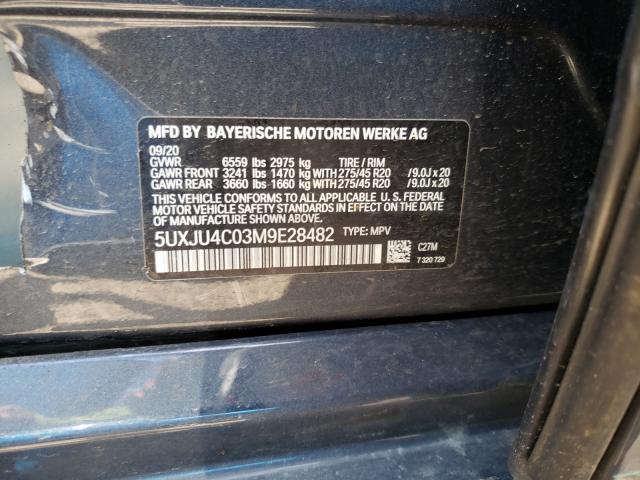 MFD BY BAYERISCHE MOTOREN WERKE AG
09/20
GVWR 6559 lbs 2975 kg TIRE / RIM
GAWR FRONT 3241 lbs 1470 kg WITH 275/45 R20 / 9.0J x 20
GAWR REAR 3660 lbs 1660 kg WITH 275/45 R20 / 9.0J x 20
THIS VEHICLE CONFORMS TO ALL APPLICABLE U. S. FEDERAL
MOTOR VEHICLE SAFETY STANDARDS IN EFFECT ON THE DATE
OF MANUFACTURE SHOWN ABOVE.
5UXJU4C03M9E28482 TYPE: MPV
C27M
7 320 729